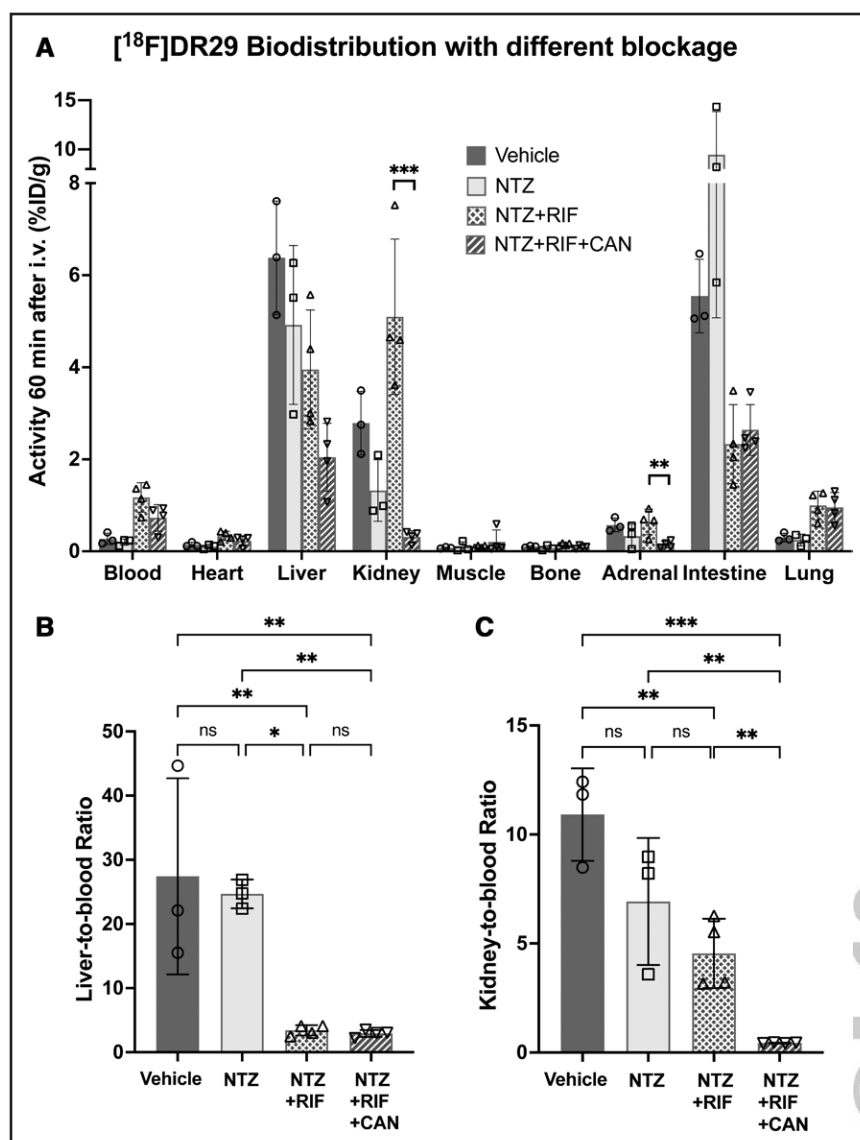 A [¹⁸F]DR29 Biodistribution with different blockage
Activity 60 min after i.v. (%ID/g)
15
10
8
6
4
2
0
***
Vehicle
NTZ
NTZ+RIF
NTZ+RIF+CAN
**
Blood Heart Liver Kidney Muscle Bone Adrenal Intestine Lung
B
Liver-to-blood Ratio
**
**
**
ns * ns
50
40
30
20
10
0
Vehicle NTZ NTZ NTZ
+RIF +RIF
+CAN
C
Kidney-to-blood Ratio
***
**
**
ns ns **
15
10
5
0
Vehicle NTZ NTZ NTZ
+RIF +RIF
+CAN